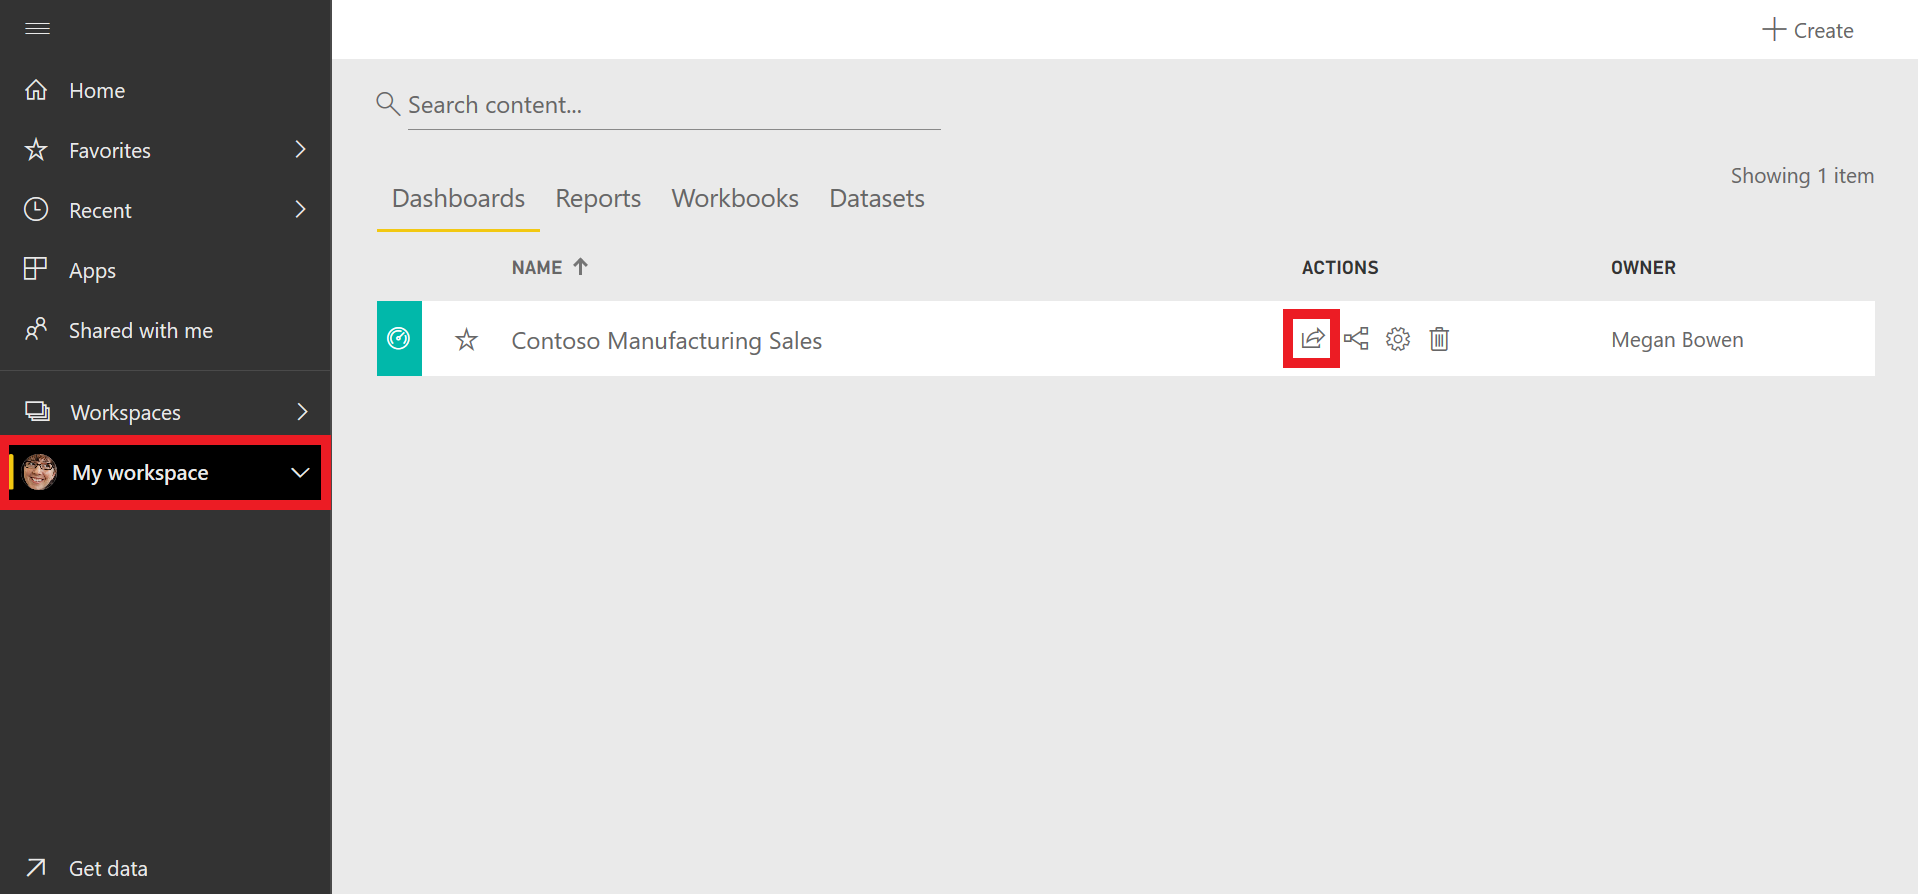 Create
Home
Search content...
Favorites
Showing 1 item
Dashboards Reports Workbooks Datasets
Recent
NAME ACTIONS OWNER
Apps
Shared with me
Contoso Manufacturing Sales Megan Bowen
Workspaces
My workspace
Get data